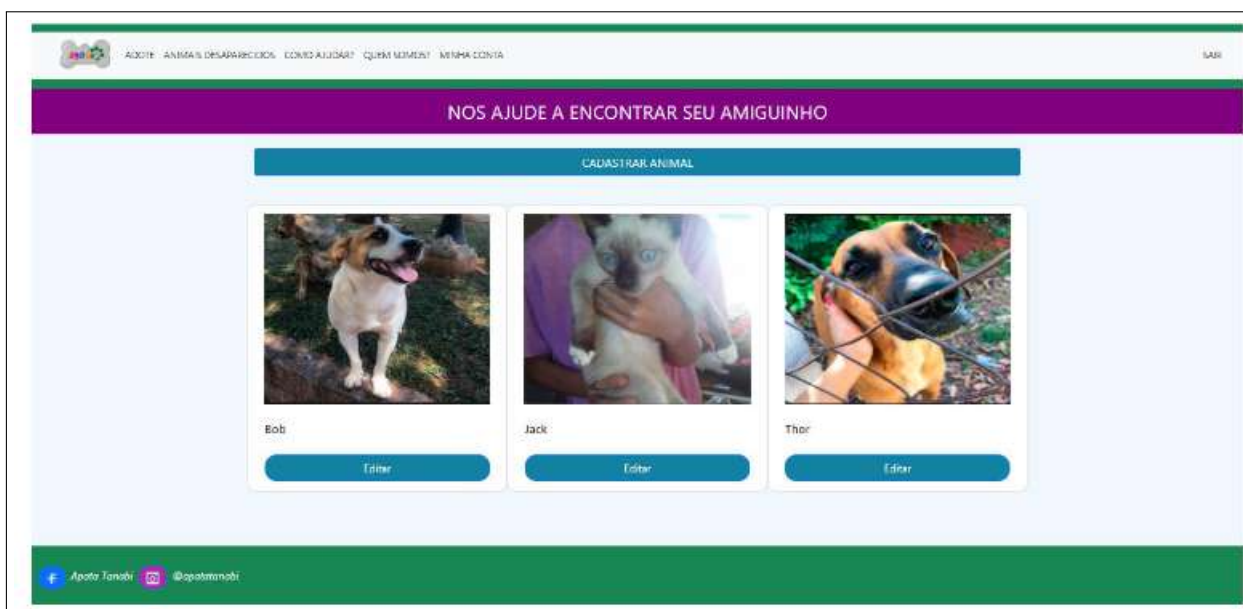 ADOTE ANIMAIS DESAPARECIDOS COMO AJUDAR? QUEM SOMOS? MINHA CONTA SAIR
NOS AJUDE A ENCONTRAR SEU AMIGUINHO
CADASTRAR ANIMAL
Bob Jack Thor
Editar Editar Editar
Apata Tanabi @apatatanabi